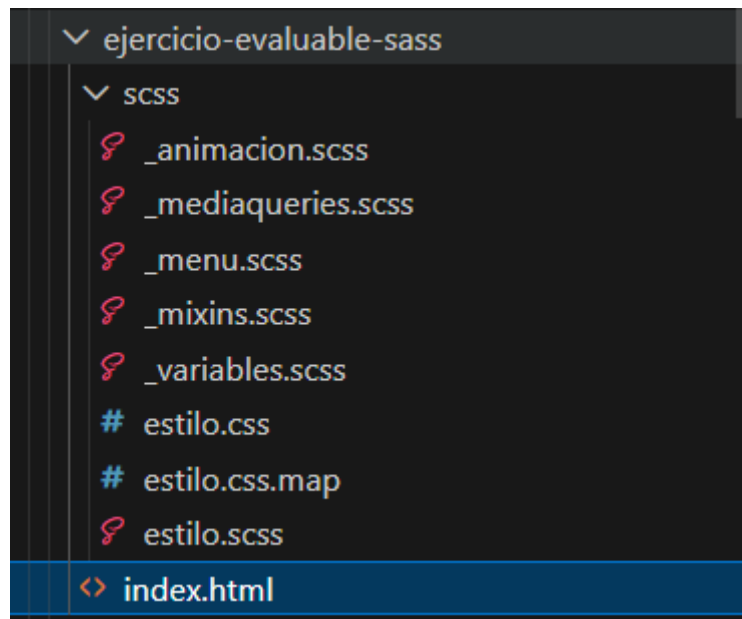 ejercicio-evaluable-sass
scss
_animacion.scss
_mediaqueries.scss
_menu.scss
_mixins.scss
_variables.scss
# estilo.css
# estilo.css.map
estilo.scss
<> index.html